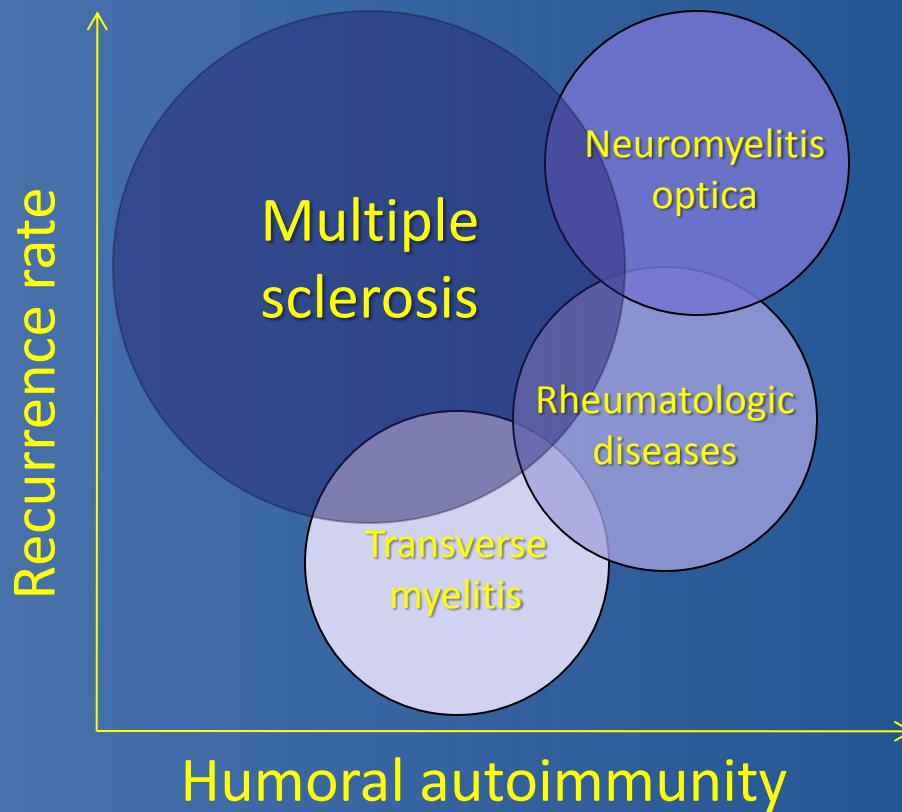 Recurrence rate
Multiple
sclerosis
Neuromyelitis
optica
Rheumatologic
diseases
Transverse
myelitis
Humoral autoimmunity